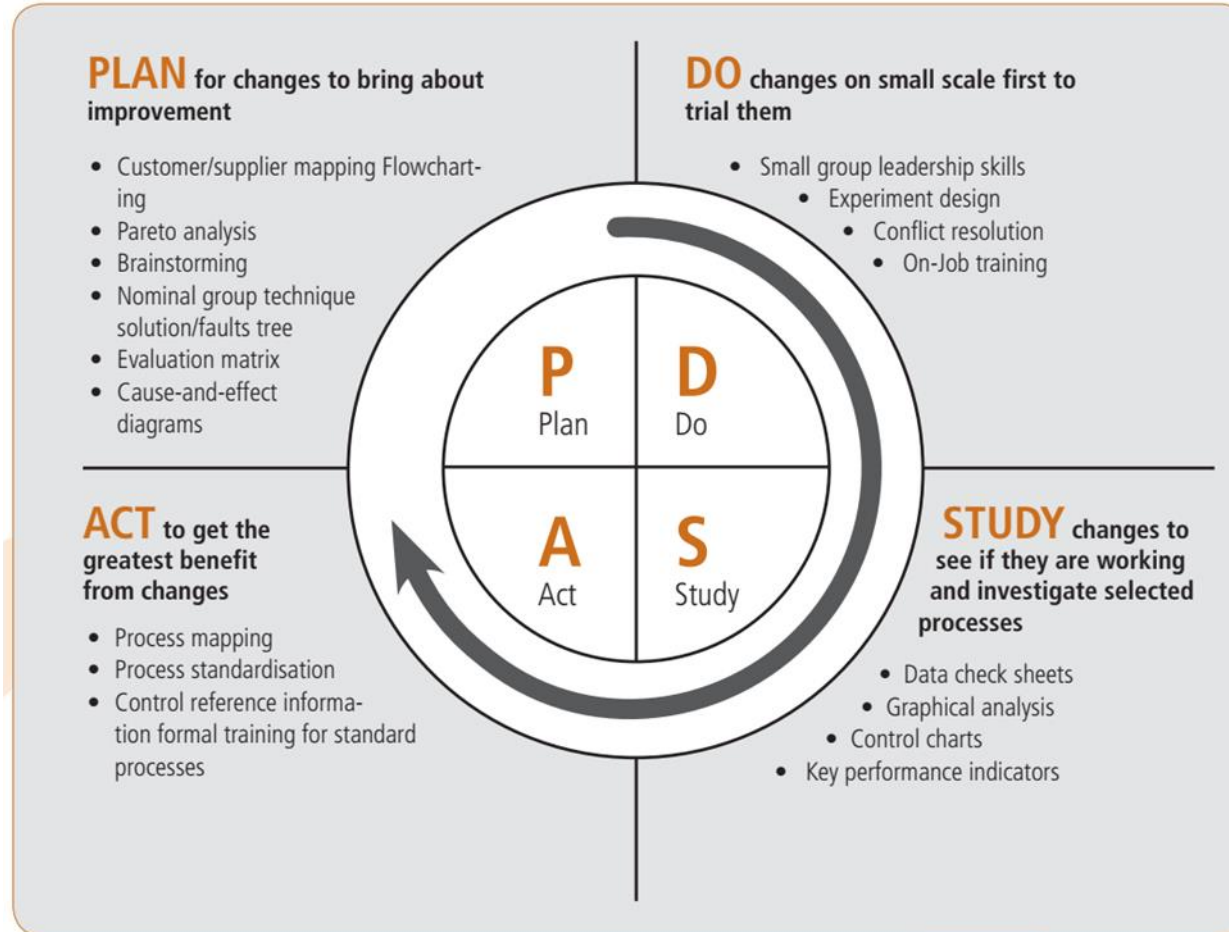 PLAN for changes to bring about
improvement
• Customer/supplier mapping Flowchart-
ing
• Pareto analysis
• Brainstorming
• Nominal group technique
solution/faults tree
• Evaluation matrix
• Cause-and-effect
diagrams
DO changes on small scale first to
trial them
• Small group leadership skills
• Experiment design
• Conflict resolution
• On-Job training
P
Plan
D
Do
A
Act
S
Study
ACT to get the
greatest benefit
from changes
• Process mapping
• Process standardisation
• Control reference informa-
tion formal training for standard
processes
STUDY changes to
see if they are working
and investigate selected
processes
• Data check sheets
• Graphical analysis
• Control charts
• Key performance indicators